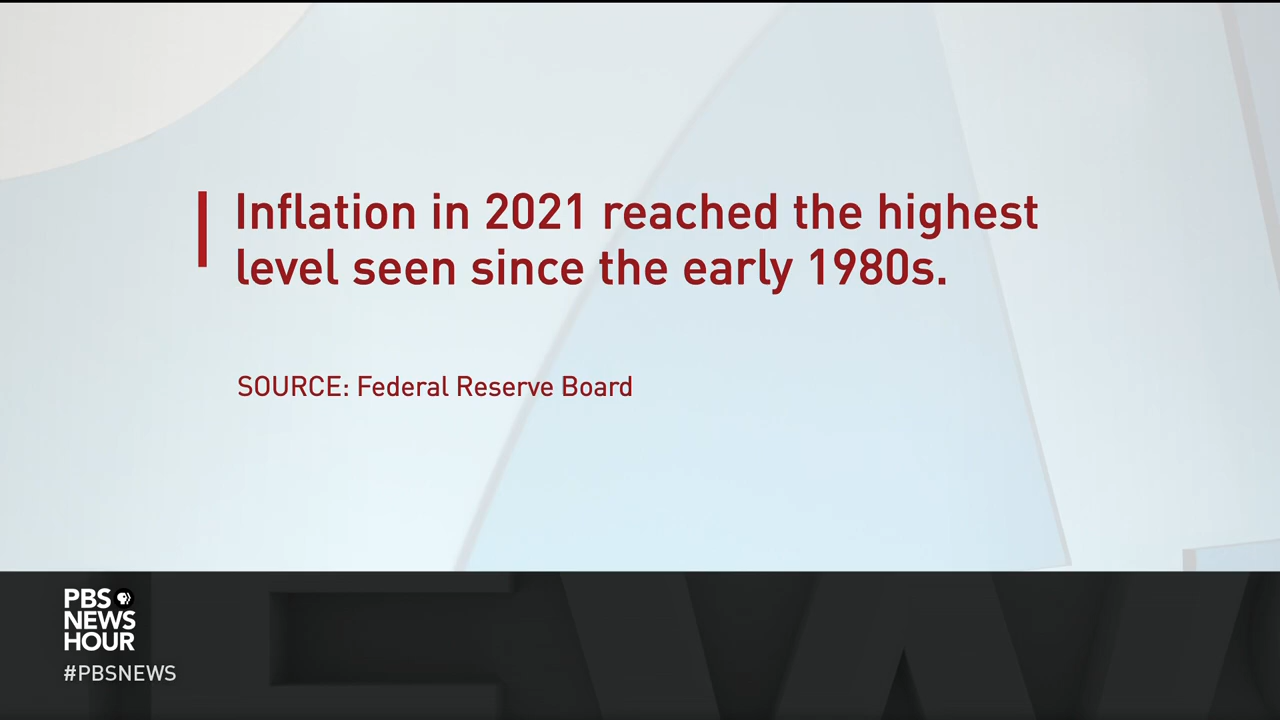 Inflation in 2021 reached the highest
level seen since the early 1980s.
SOURCE: Federal Reserve Board
PBS
NEWS
HOUR
#PBSNEWS